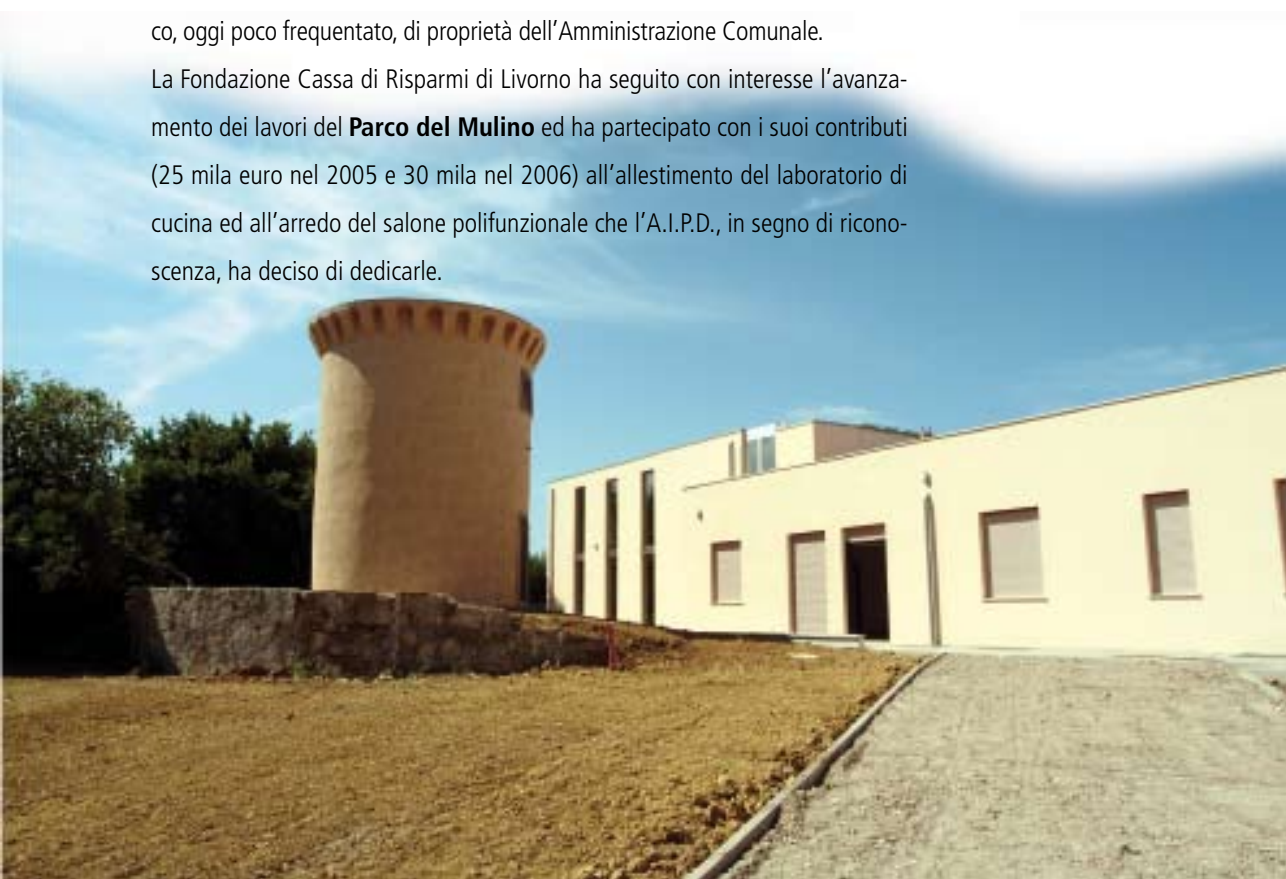 co, oggi poco frequentato, di proprietà dell'Amministrazione Comunale.
La Fondazione Cassa di Risparmi di Livorno ha seguito con interesse l'avanza-
mento dei lavori del Parco del Mulino ed ha partecipato con i suoi contributi
(25 mila euro nel 2005 e 30 mila nel 2006) all'allestimento del laboratorio di
cucina ed all'arredo del salone polifunzionale che l'A.I.P.D., in segno di ricono-
scenza, ha deciso di dedicarle.